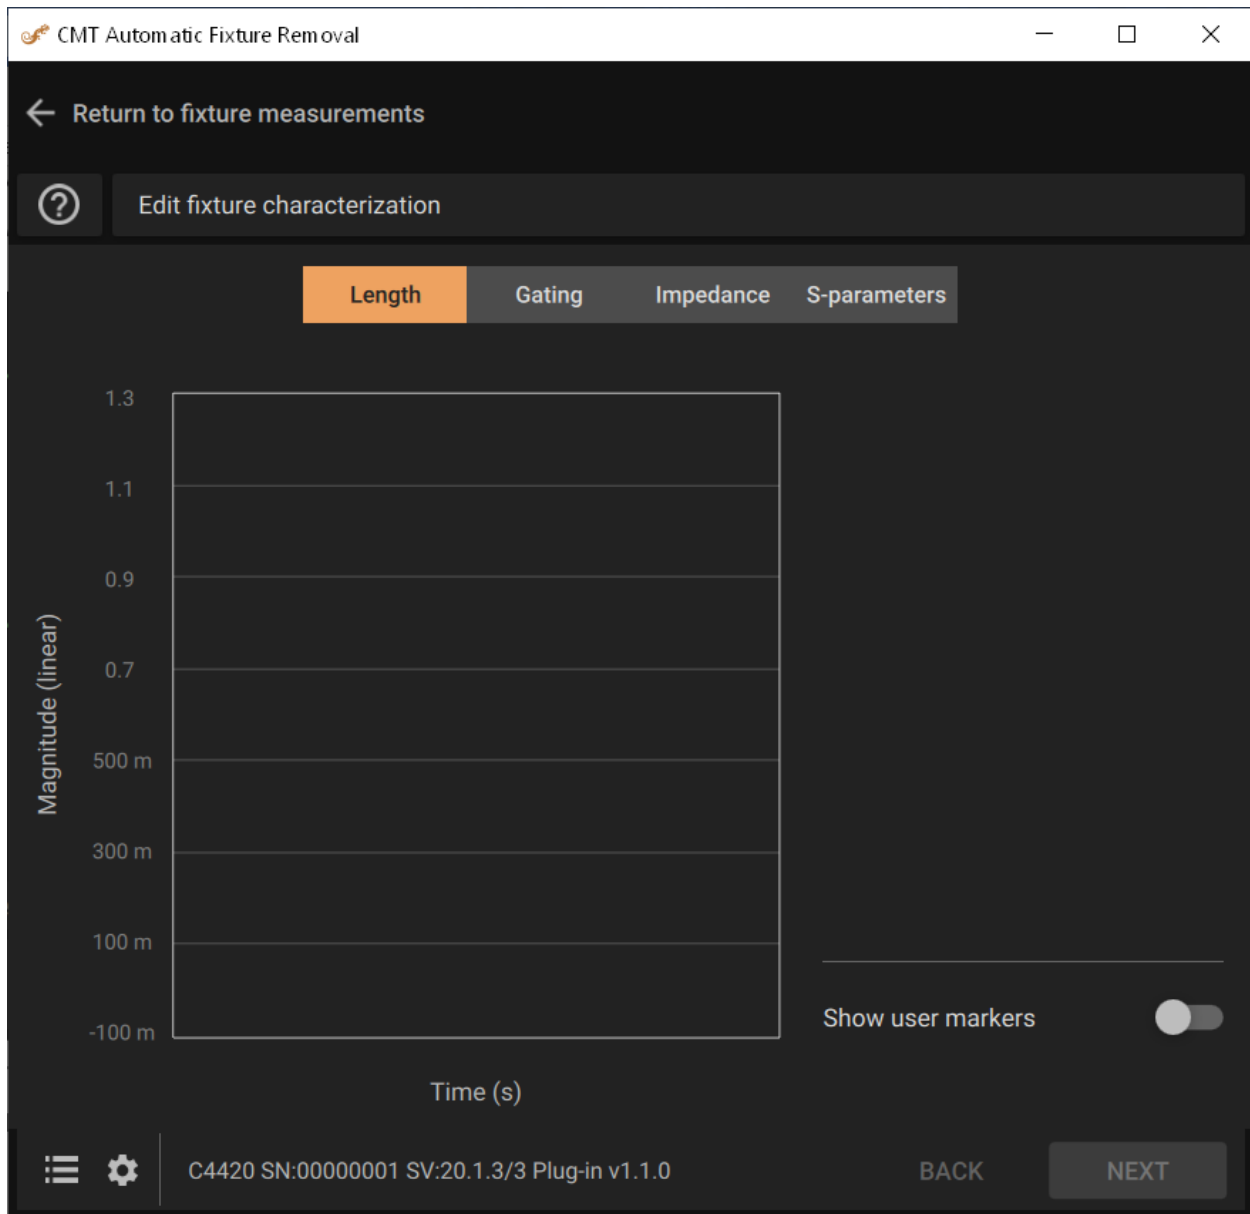 CMT Automatic Fixture Removal
Return to fixture measurements
Edit fixture characterization
Length Gating Impedance S-parameters
1.3
1.1
0.9
0.7
500 m
300 m
100 m
-100 m
Magnitude (linear)
Time (s)
Show user markers
C4420 SN:00000001 SV:20.1.3/3 Plug-in v1.1.0
BACK NEXT